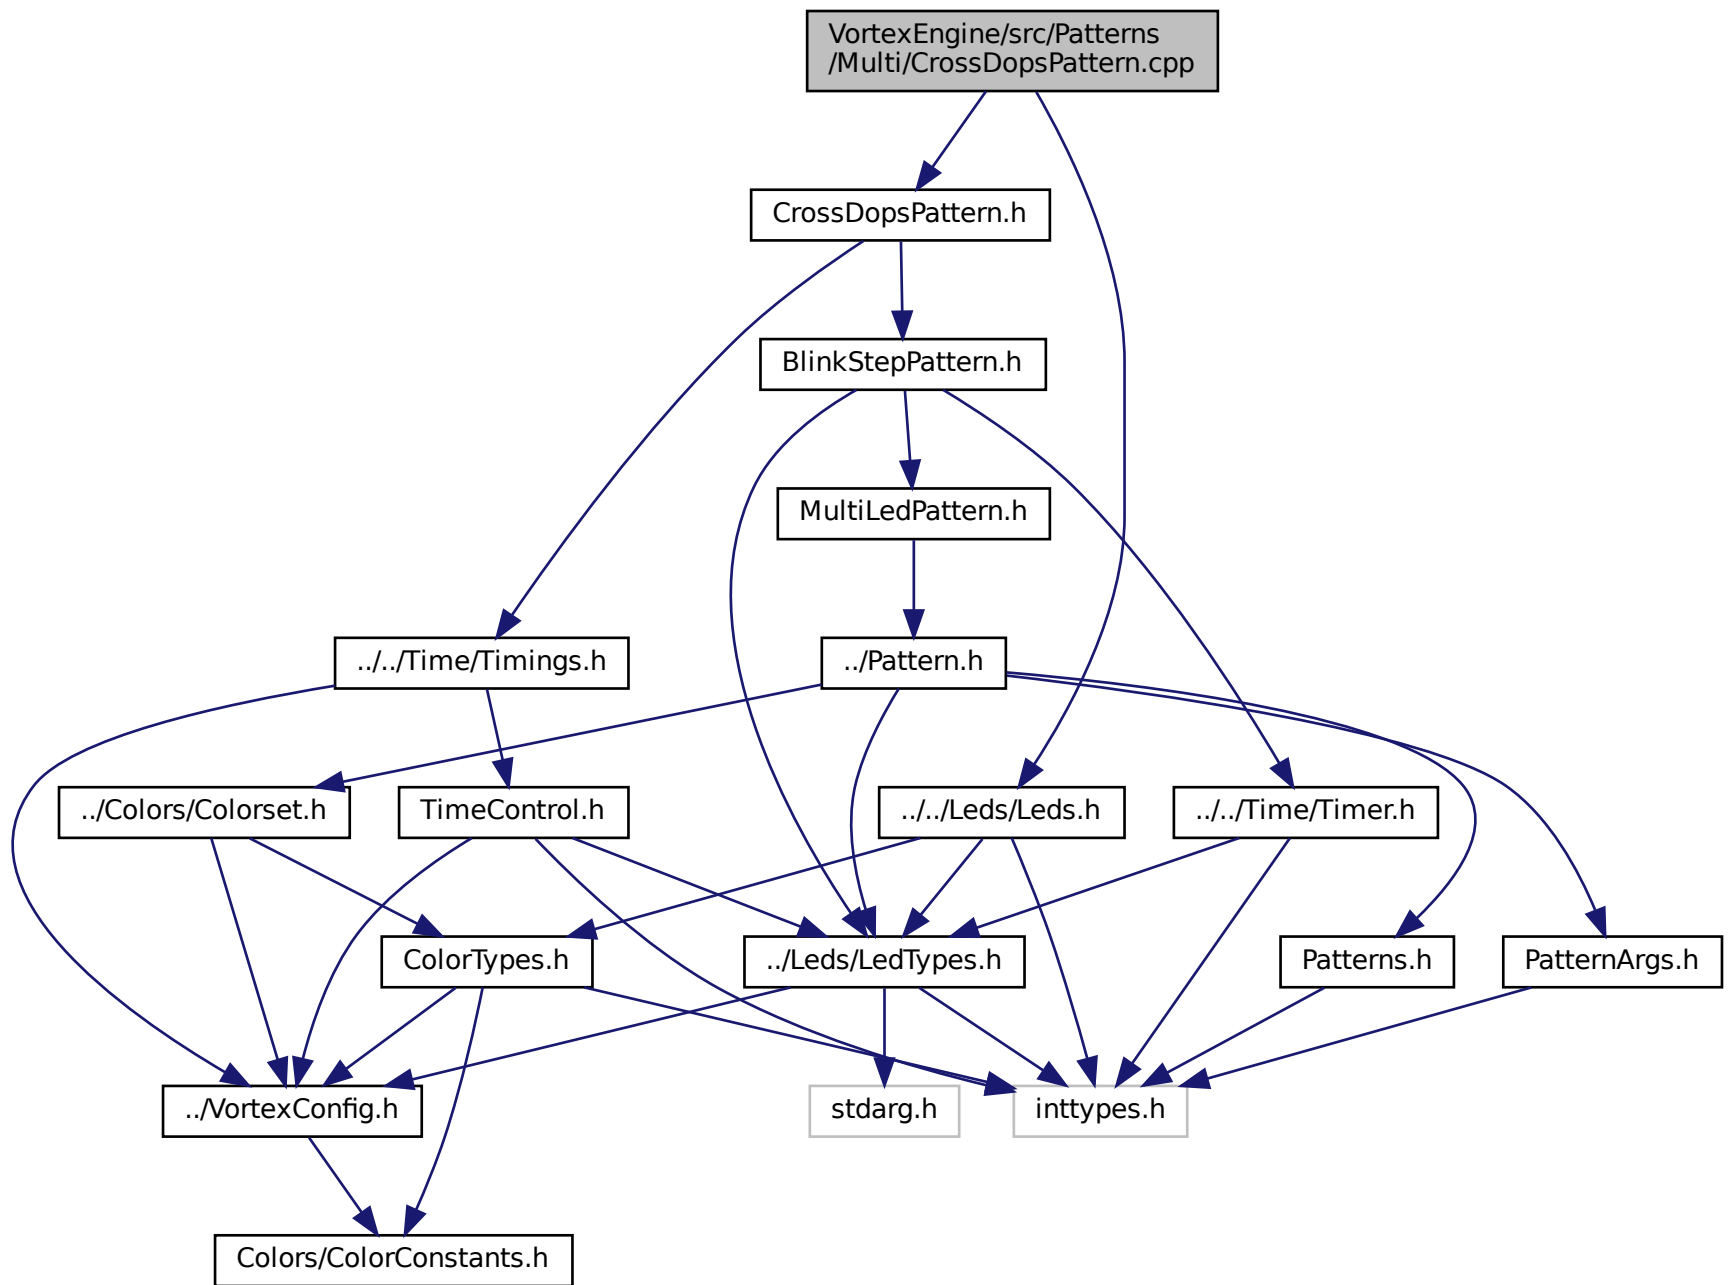 VortexEngine/src/Patterns
/Multi/CrossDopsPattern.cpp
CrossDopsPattern.h
BlinkStepPattern.h
MultiLedPattern.h
../../Time/Timings.h
../Pattern.h
../Colors/Colorset.h
TimeControl.h
../../Leds/Leds.h
../../Time/Timer.h
ColorTypes.h
../Leds/LedTypes.h
Patterns.h
PatternArgs.h
../VortexConfig.h
stdarg.h
inttypes.h
Colors/ColorConstants.h